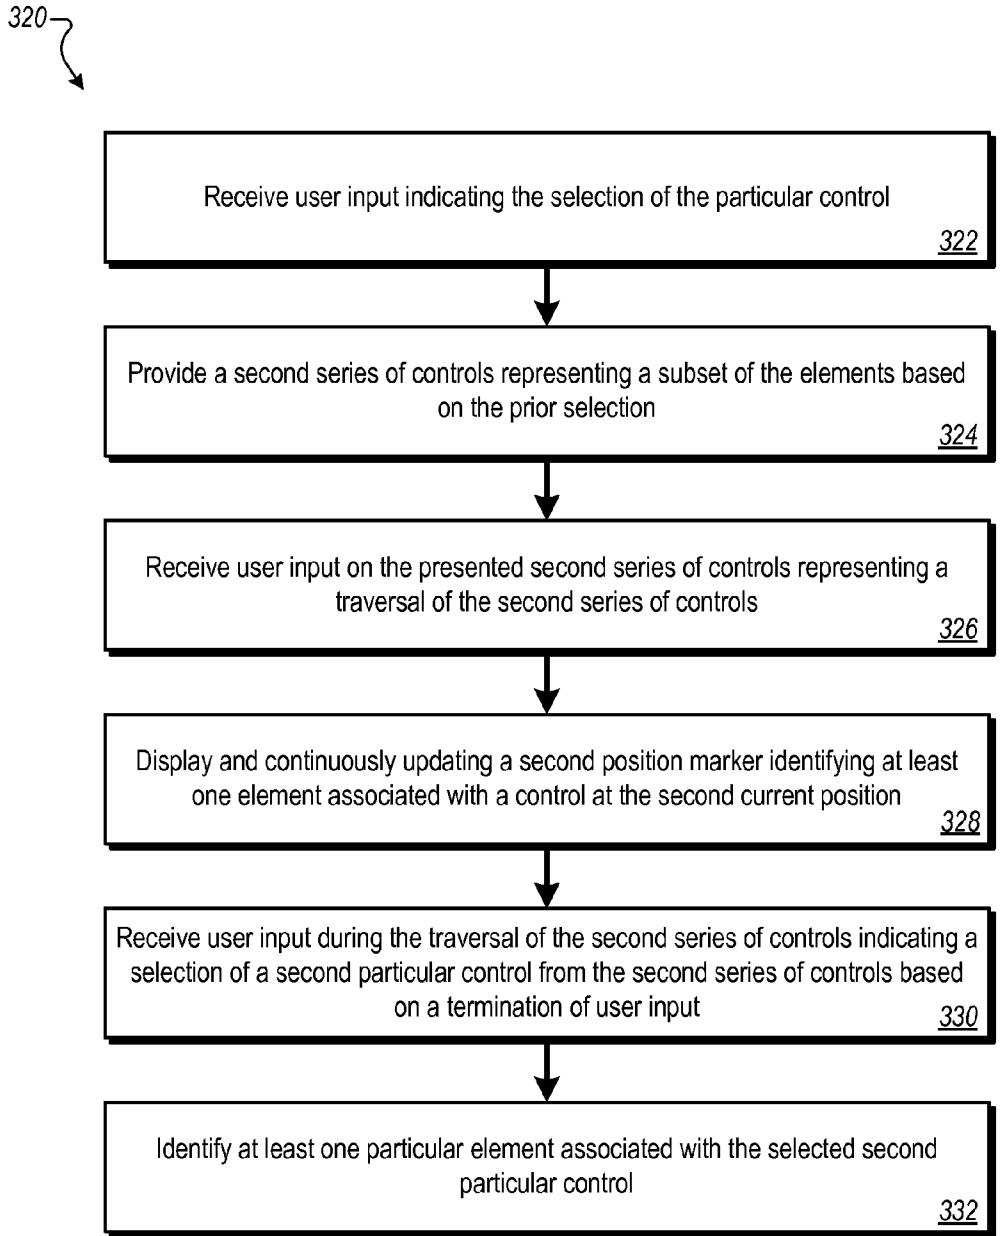 320
Receive user input indicating the selection of the particular control
322
Provide a second series of controls representing a subset of the elements based
on the prior selection
324
Receive user input on the presented second series of controls representing a
traversal of the second series of controls
326
Display and continuously updating a second position marker identifying at least
one element associated with a control at the second current position
328
Receive user input during the traversal of the second series of controls indicating a
selection of a second particular control from the second series of controls based
on a termination of user input
330
Identify at least one particular element associated with the selected second
particular control
332